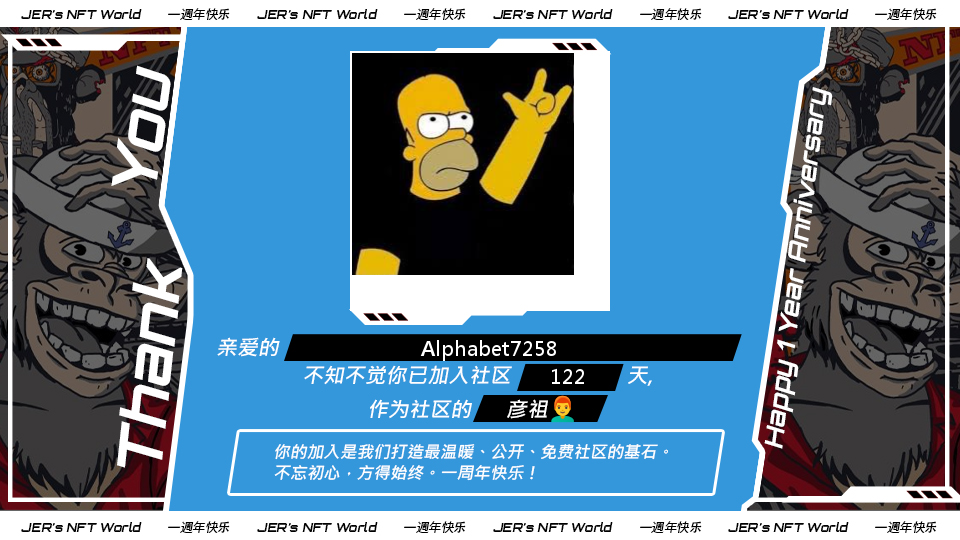 JER's NFT World 一週年快乐 JER's NFT World 一週年快乐 JER's NFT World 一週年快乐 JER's NFT World 一週年快乐
Thank You
Happy 1 Year Anniversary
亲爱的 Alphabet7258
不知不觉你已加入社区 122 天,
作为社区的 彦祖👨‍🦰
你的加入是我们打造最温暖、公开、免费社区的基石。
不忘初心，方得始终。一周年快乐！
JER's NFT World 一週年快乐 JER's NFT World 一週年快乐 JER's NFT World 一週年快乐 JER's NFT World 一週年快乐